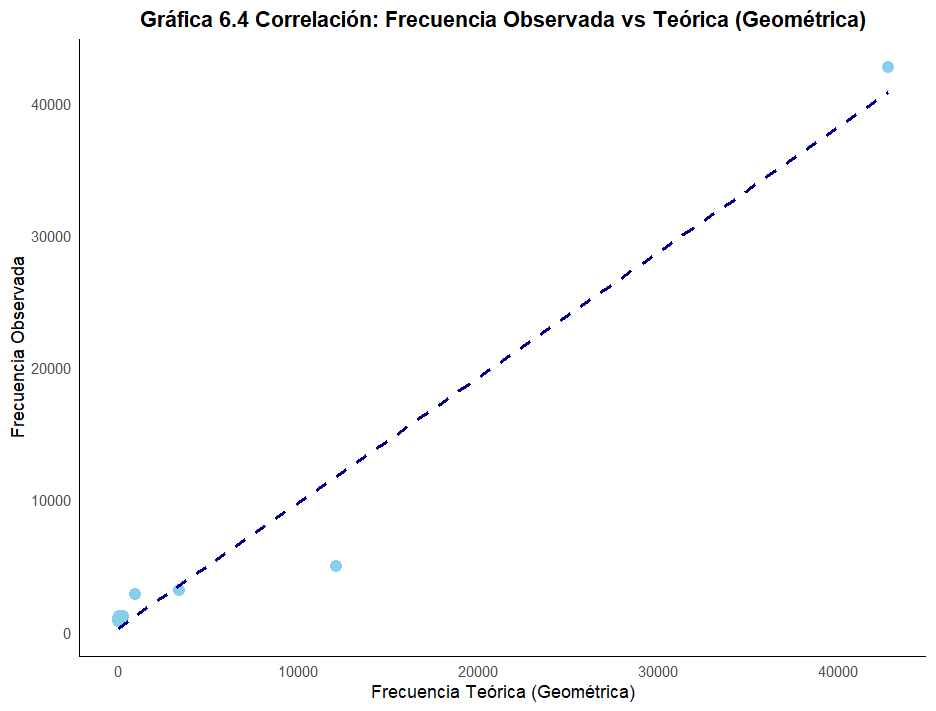 Gráfica 6.4 Correlación: Frecuencia Observada vs Teórica (Geométrica)
Frecuencia Observada
40000
30000
20000
10000
0
0 10000 20000 30000 40000
Frecuencia Teórica (Geométrica)